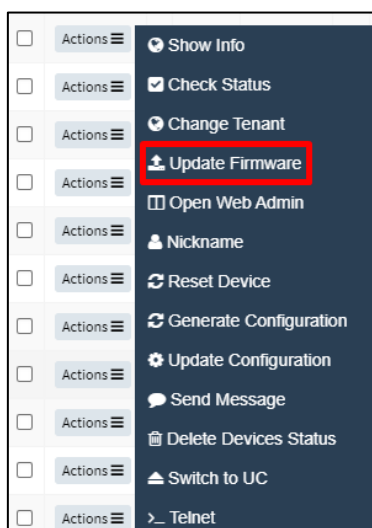 Actions Show Info
Actions Check Status
Actions Change Tenant
Actions Update Firmware
Actions Open Web Admin
Actions Nickname
Actions Reset Device
Actions Generate Configuration
Actions Update Configuration
Actions Send Message
Actions Delete Devices Status
Switch to UC
Telnet